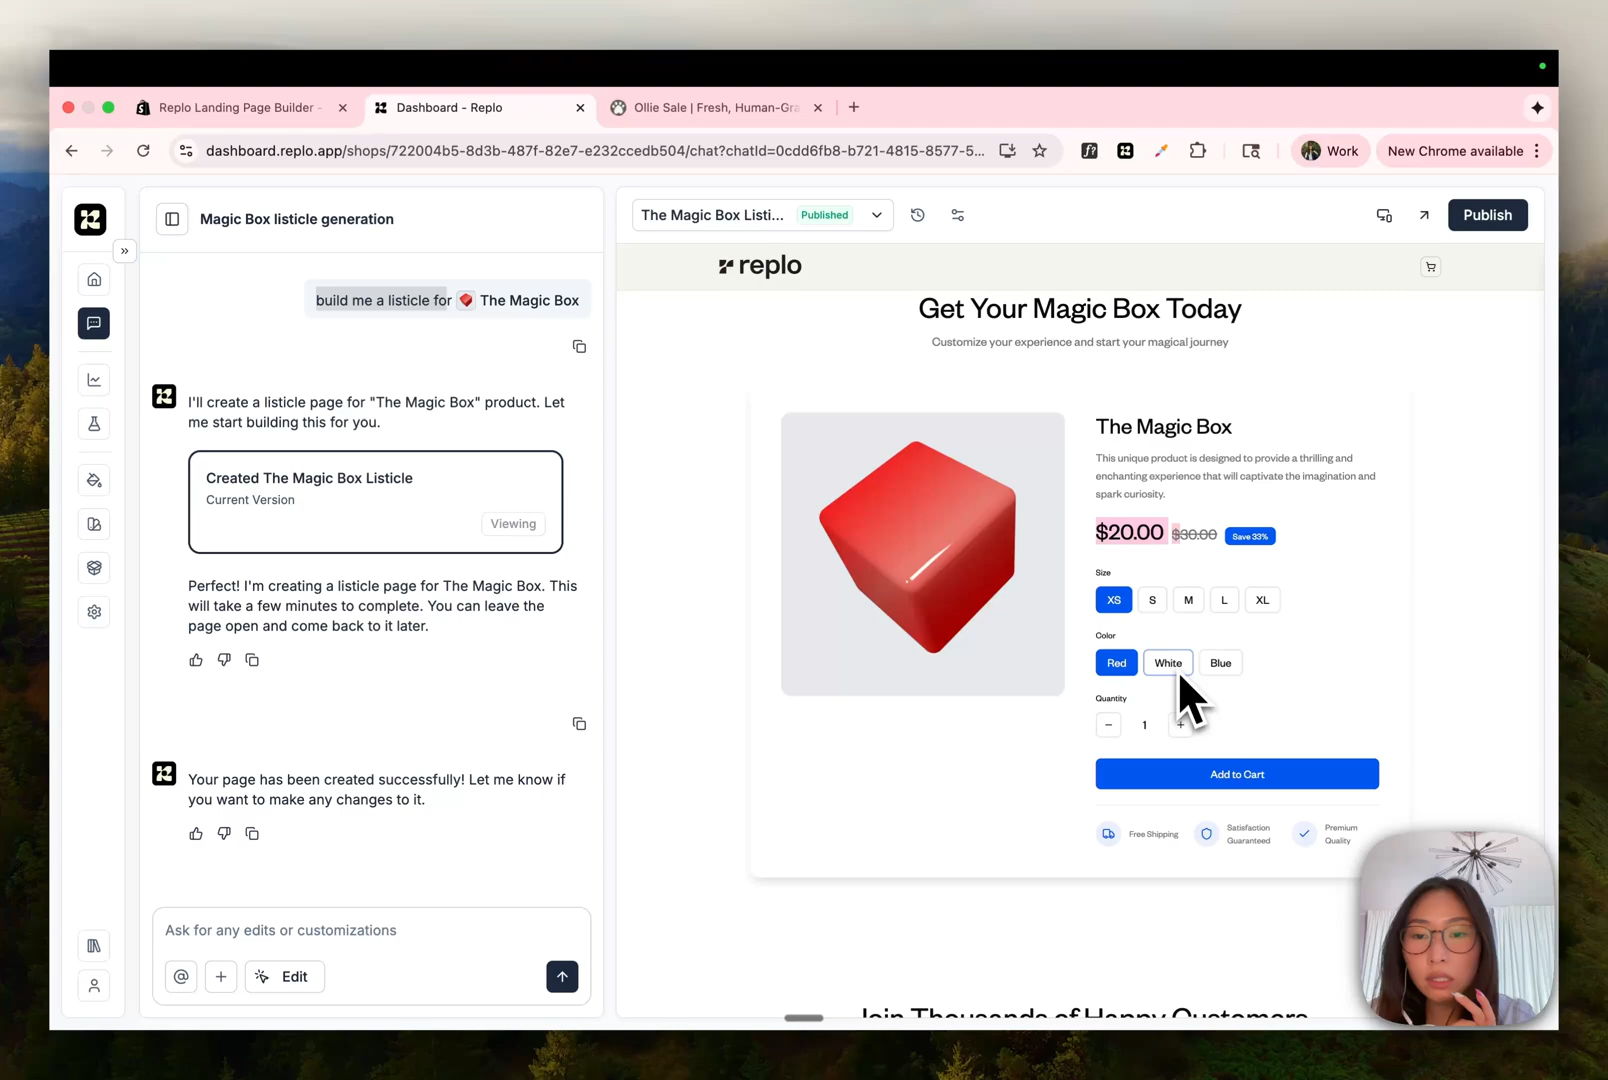 Replo Landing Page Builder -
Dashboard - Replo
Ollie Sale | Fresh, Human-Gra
dashboard.replo.app/shops/722004b5-8d3b-487f-82e7-e232ccedb504/chat?chatId=0cdd6fb8-b721-4815-8577-5...
Work
New Chrome available
Magic Box listicle generation
build me a listicle for The Magic Box
I'll create a listicle page for "The Magic Box" product. Let
me start building this for you.
Created The Magic Box Listicle
Current Version
Viewing
Perfect! I'm creating a listicle page for The Magic Box. This
will take a few minutes to complete. You can leave the
page open and come back to it later.
Your page has been created successfully! Let me know if
you want to make any changes to it.
Ask for any edits or customizations
@
Edit
The Magic Box Listi...
Published
Publish
replo
Get Your Magic Box Today
Customize your experience and start your magical journey
The Magic Box
This unique product is designed to provide a thrilling and
enchanting experience that will captivate the imagination and
spark curiosity.
$20.00 $30.00 Save 33%
Size
XS S M L XL
Color
Red White Blue
Quantity
− 1 +
Add to Cart
Free Shipping
Satisfaction
Guaranteed
Premium
Quality
Join Thousands of Happy Customers